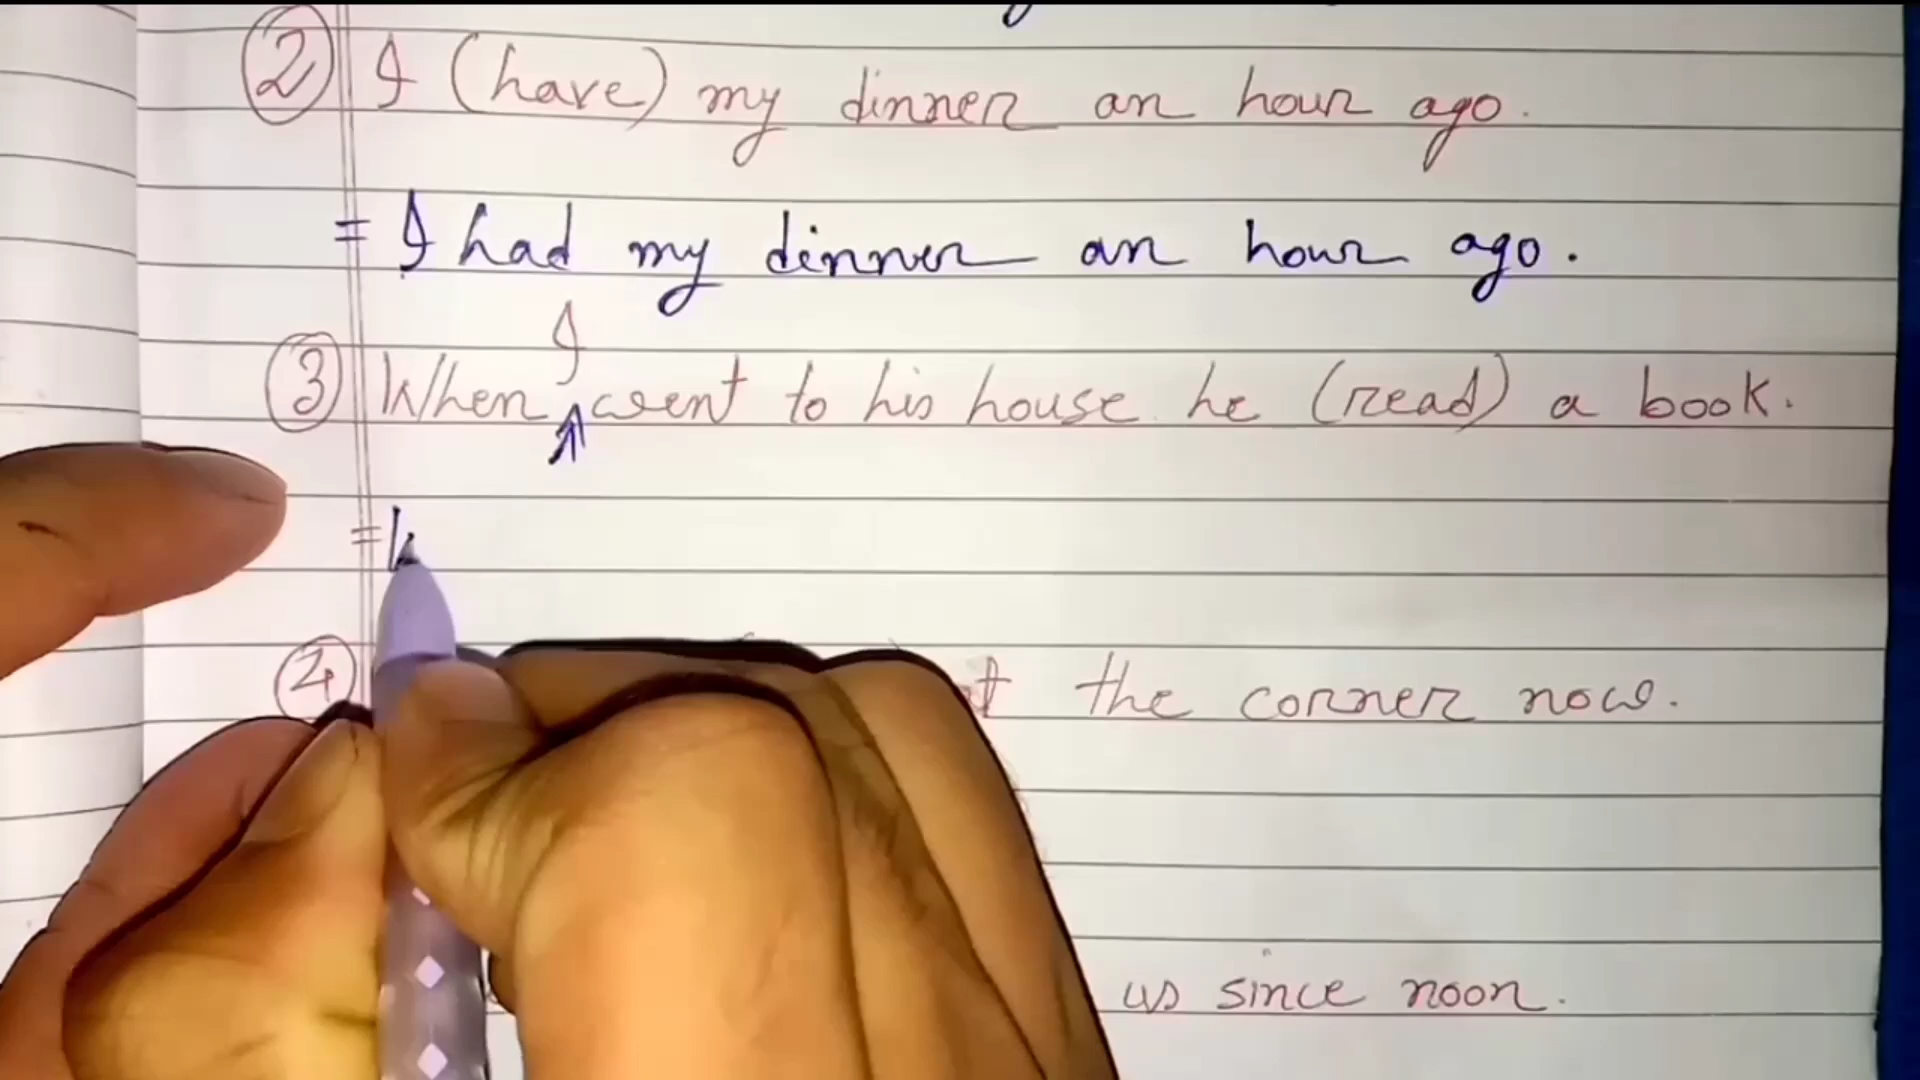 ② I (have) my dinner an hour ago.
= I had my dinner an hour ago.
I
③ When went to his house he (read) a book.
=
④ the corner now.
us since noon.